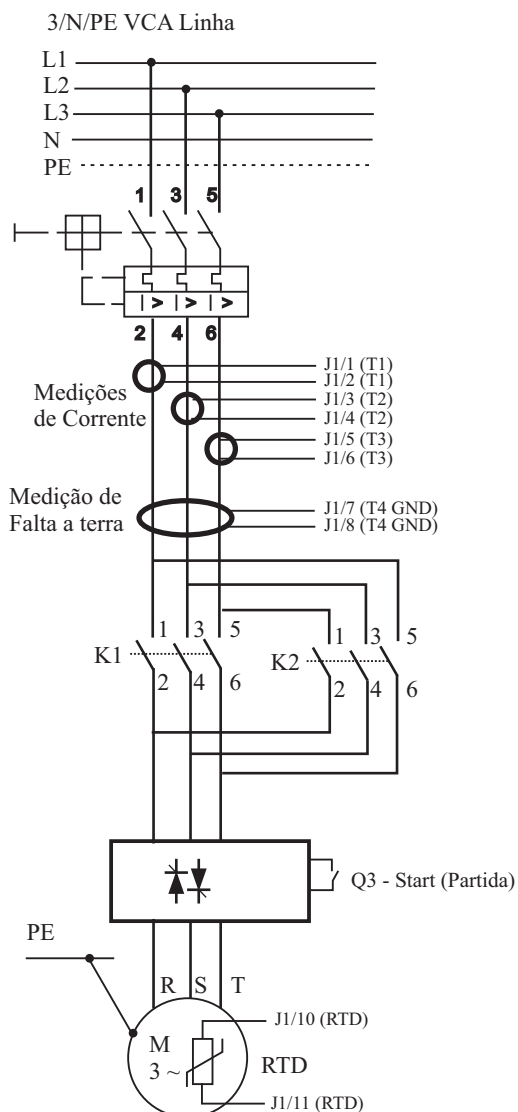 3/N/PE VCA Linha
L1
L2
L3
N
PE
1 3 5
I> I> I>
2 4 6
Medições
de Corrente
J1/1 (T1)
J1/2 (T1)
J1/3 (T2)
J1/4 (T2)
J1/5 (T3)
J1/6 (T3)
Medição de
Falta a terra
J1/7 (T4 GND)
J1/8 (T4 GND)
K1
1 3 5
2 4 6
K2
1 3 5
2 4 6
Q3 - Start (Partida)
PE
R S T
M
3 ~
RTD
J1/10 (RTD)
J1/11 (RTD)